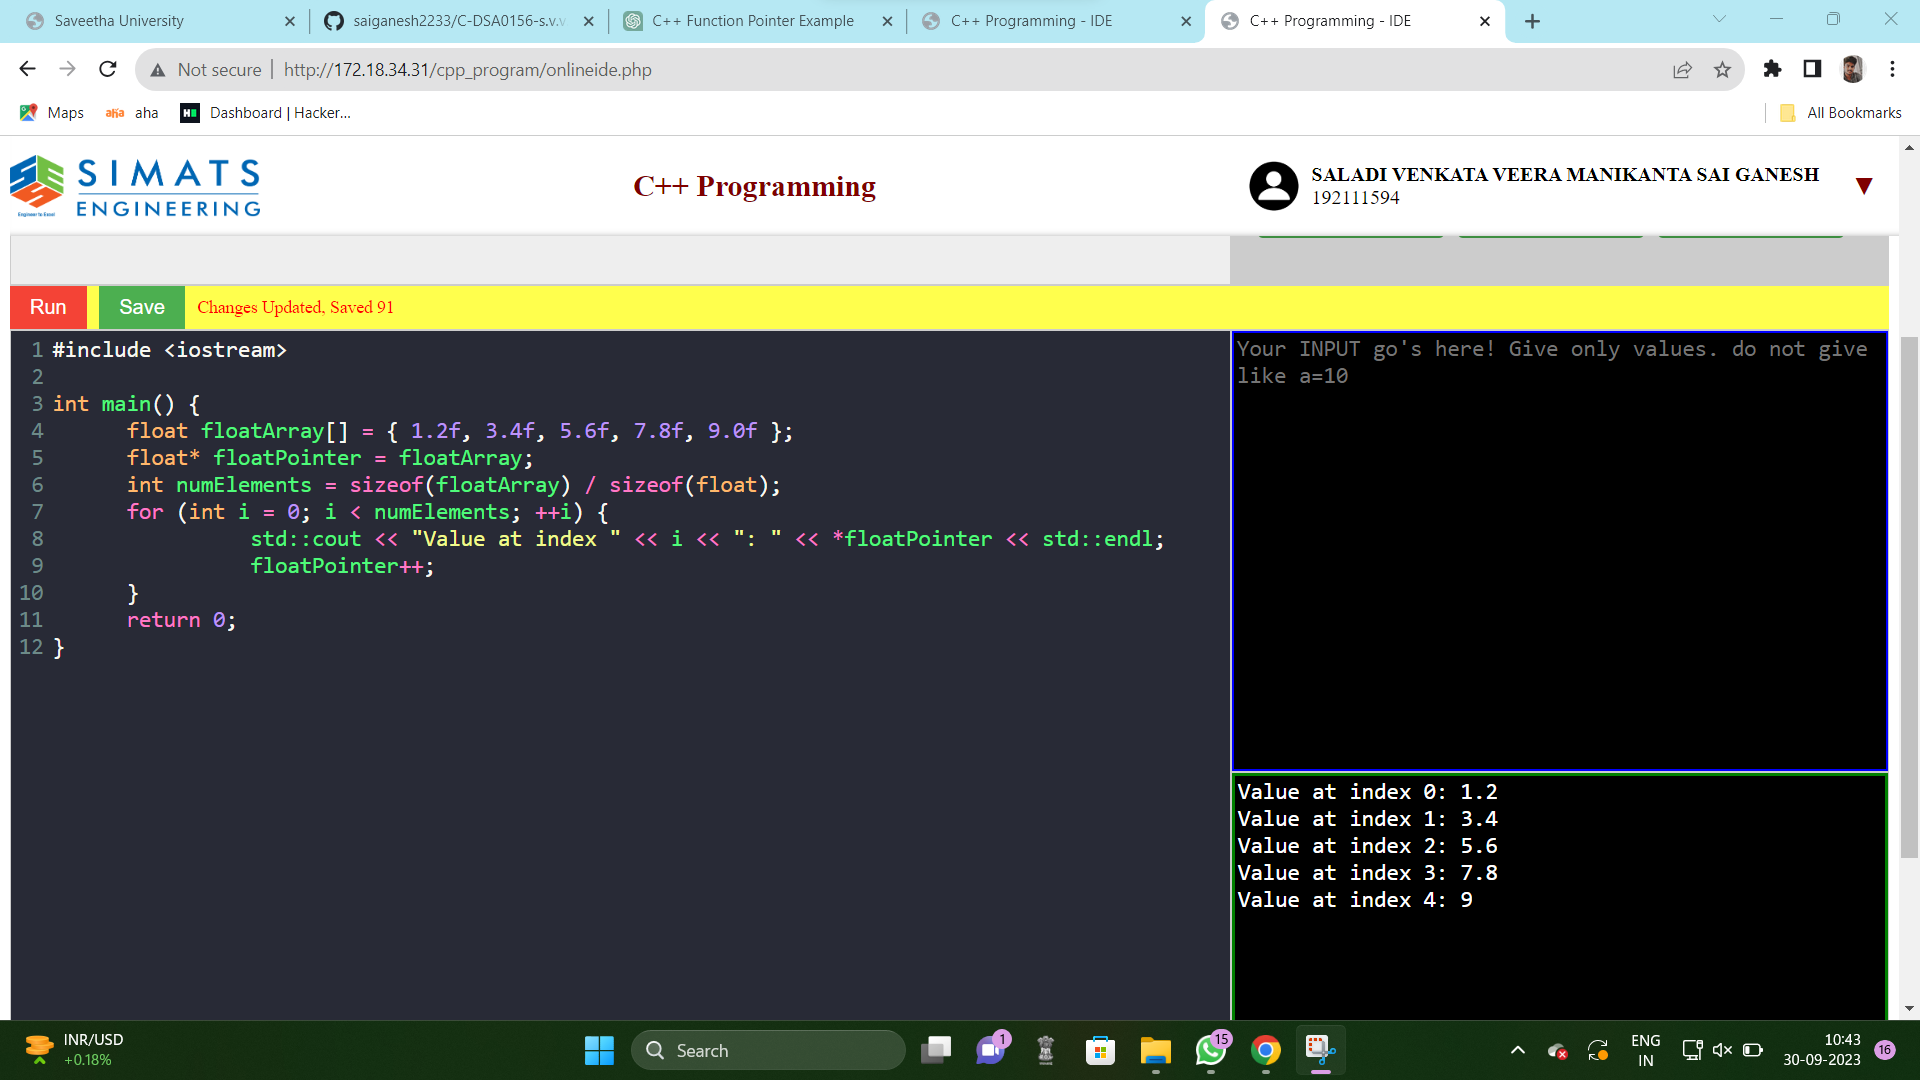 Saveetha University
saiganesh2233/C-DSA0156-s.v.v
C++ Function Pointer Example
C++ Programming - IDE
C++ Programming - IDE
Not secure
http://172.18.34.31/cpp_program/onlineide.php
Maps
aha
aha
H
Dashboard | Hacker...
All Bookmarks
SIMATS
ENGINEERING
Engineer to Excel
C++ Programming
SALADI VENKATA VEERA MANIKANTA SAI GANESH
192111594
Run
Save
Changes Updated, Saved 91
1 #include <iostream>
2
3 int main() {
4 float floatArray[] = { 1.2f, 3.4f, 5.6f, 7.8f, 9.0f };
5 float* floatPointer = floatArray;
6 int numElements = sizeof(floatArray) / sizeof(float);
7 for (int i = 0; i < numElements; ++i) {
8 std::cout << "Value at index " << i << ": " << *floatPointer << std::endl;
9 floatPointer++;
10 }
11 return 0;
12 }
Your INPUT go's here! Give only values. do not give
like a=10
Value at index 0: 1.2
Value at index 1: 3.4
Value at index 2: 5.6
Value at index 3: 7.8
Value at index 4: 9
INR/USD
+0.18%
Search
1
15
ENG
IN
10:43
30-09-2023
16